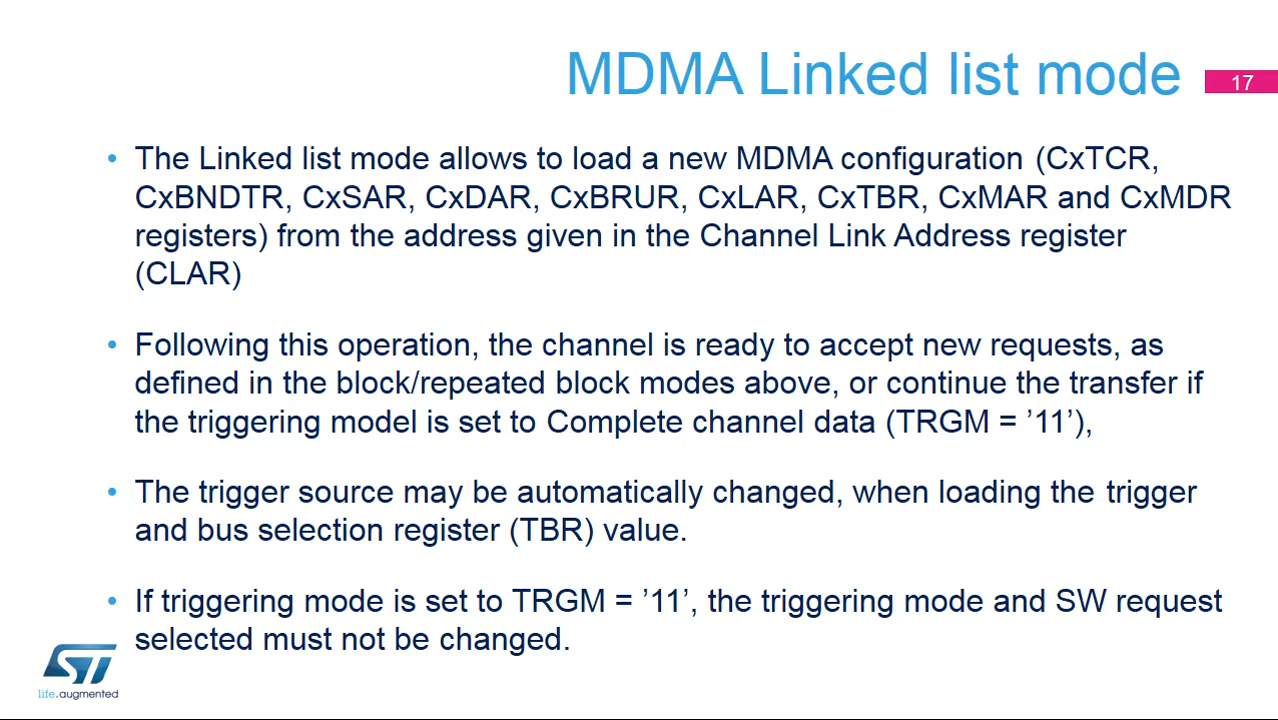 MDMA Linked list mode
17
• The Linked list mode allows to load a new MDMA configuration (CxTCR,
CxBNDTR, CxSAR, CxDAR, CxBRUR, CxLAR, CxTBR, CxMAR and CxMDR
registers) from the address given in the Channel Link Address register
(CLAR)
• Following this operation, the channel is ready to accept new requests, as
defined in the block/repeated block modes above, or continue the transfer if
the triggering model is set to Complete channel data (TRGM = ’11’),
• The trigger source may be automatically changed, when loading the trigger
and bus selection register (TBR) value.
• If triggering mode is set to TRGM = ’11’, the triggering mode and SW request
selected must not be changed.
ST
life.augmented